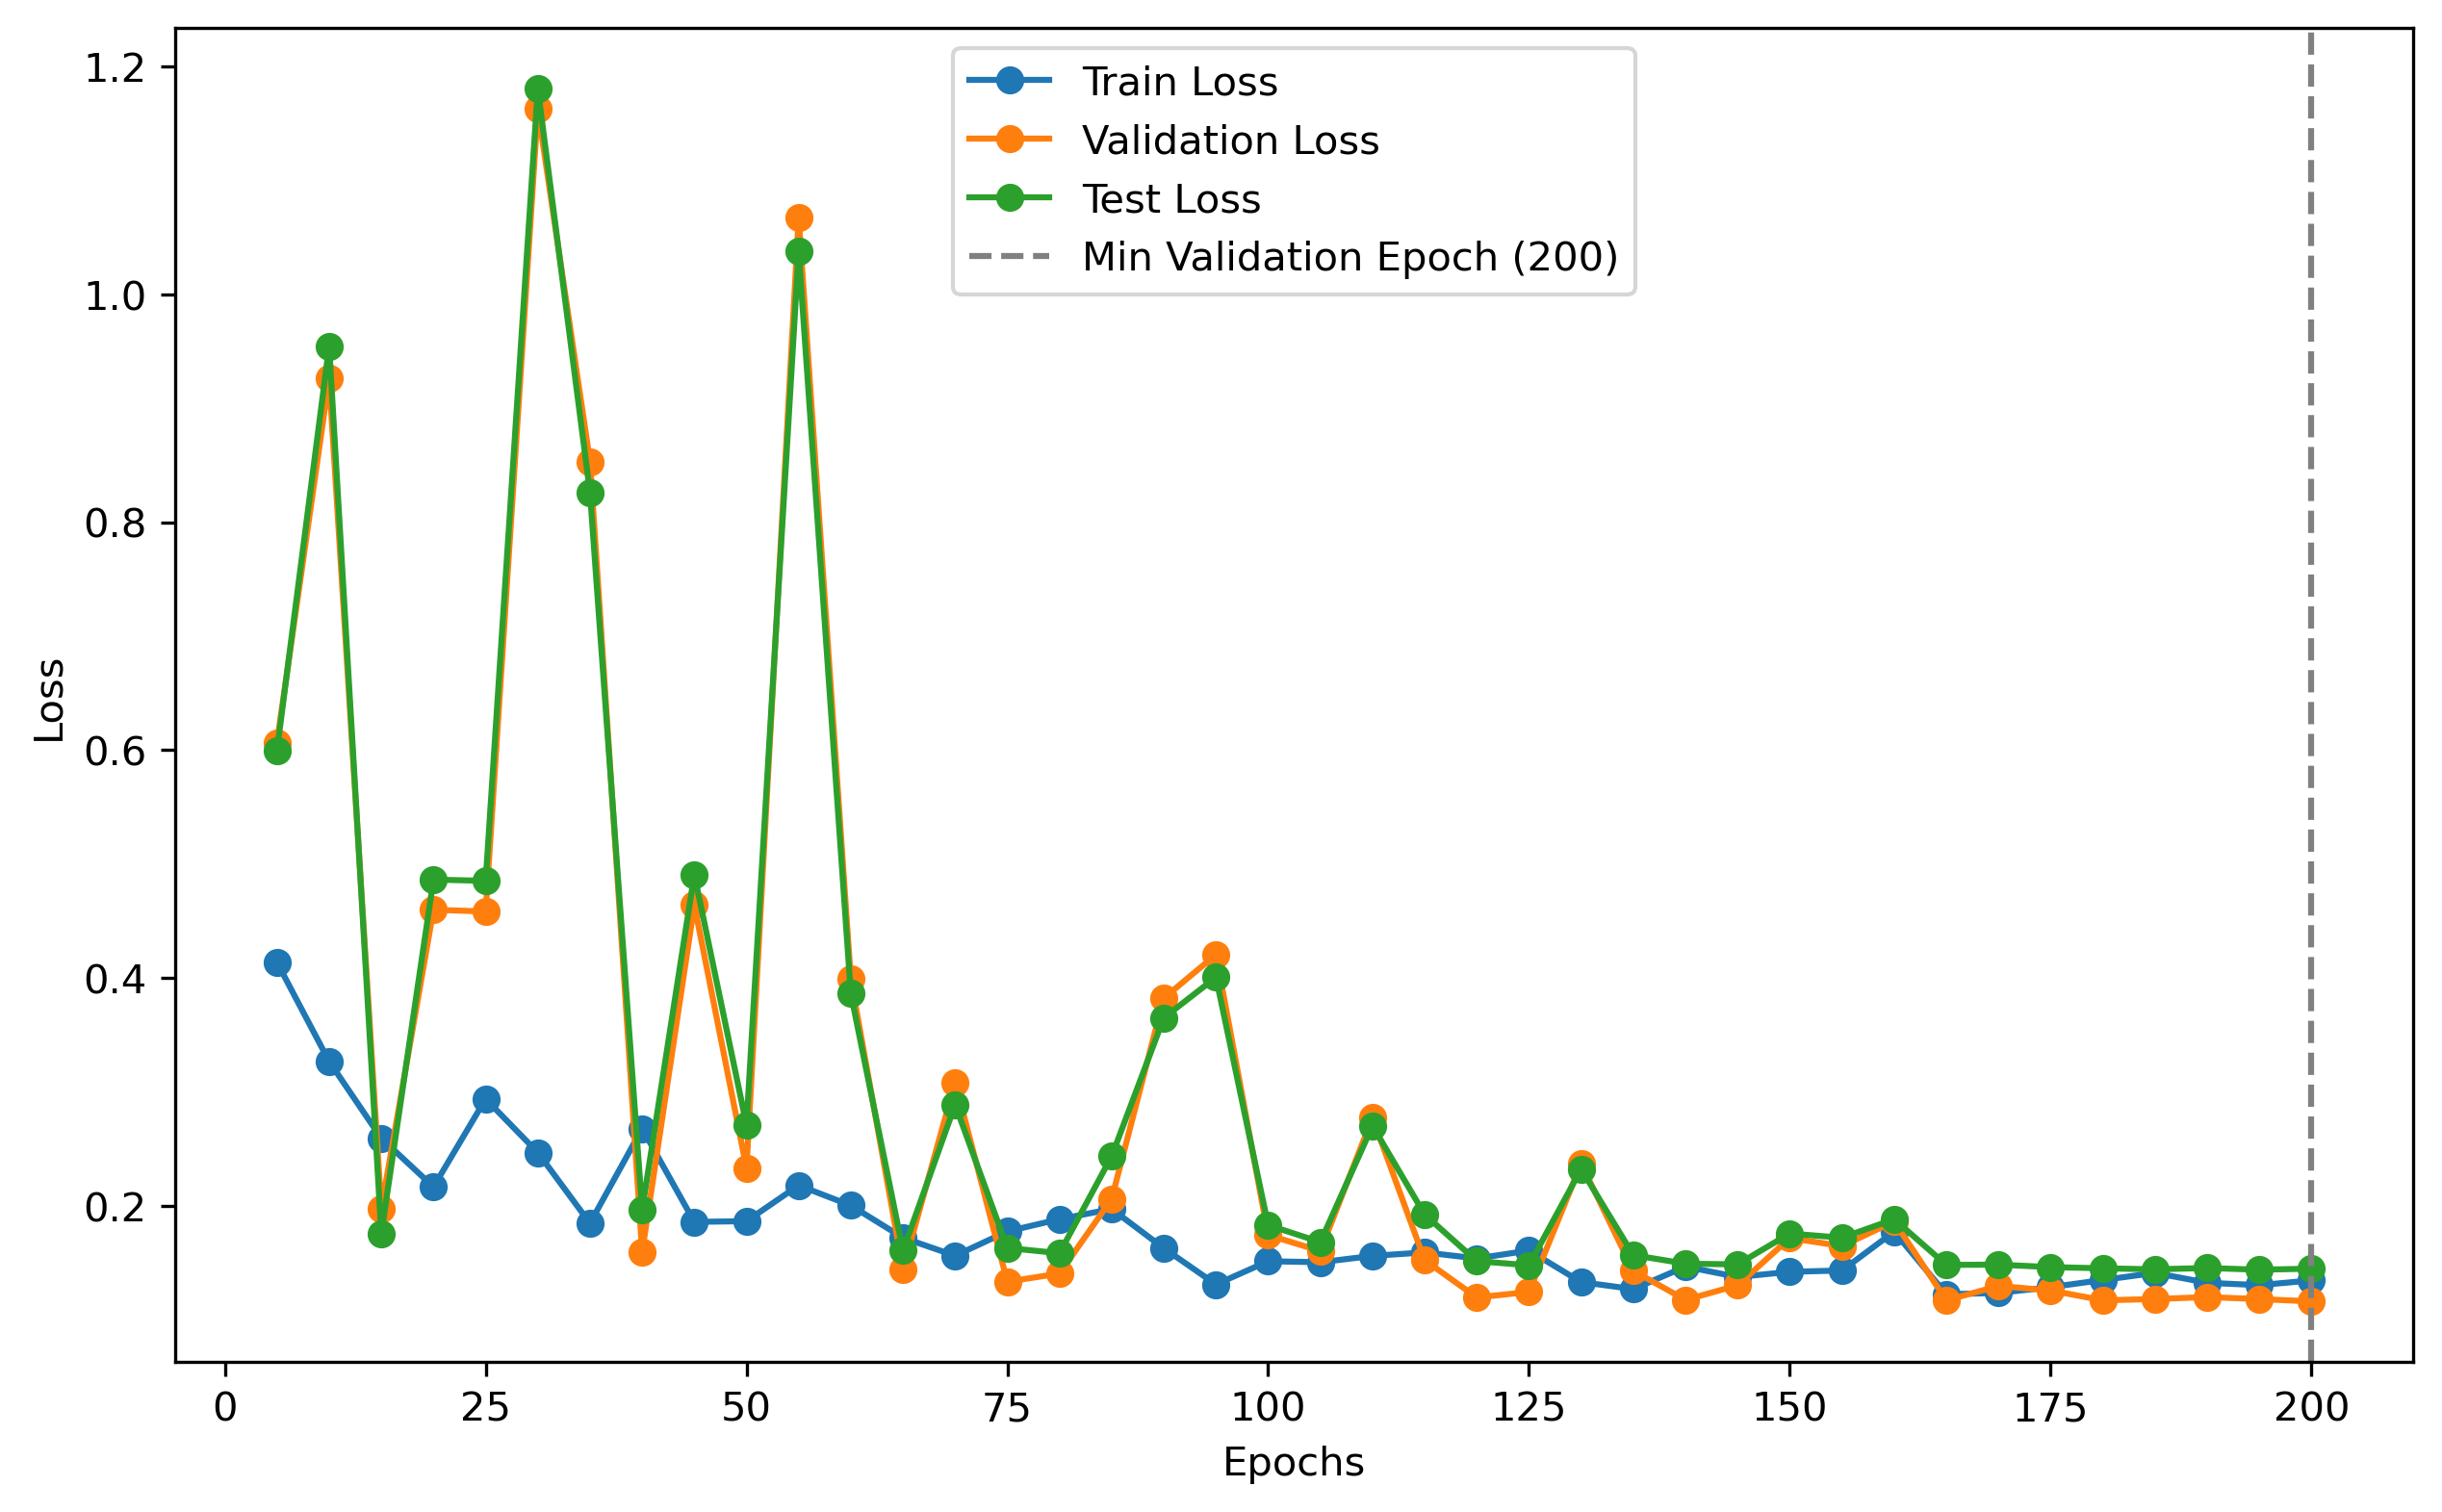 Train Loss
Validation Loss
Test Loss
Min Validation Epoch (200)
1.2
1.0
0.8
0.6
0.4
0.2
Loss
0 25 50 75 100 125 150 175 200
Epochs